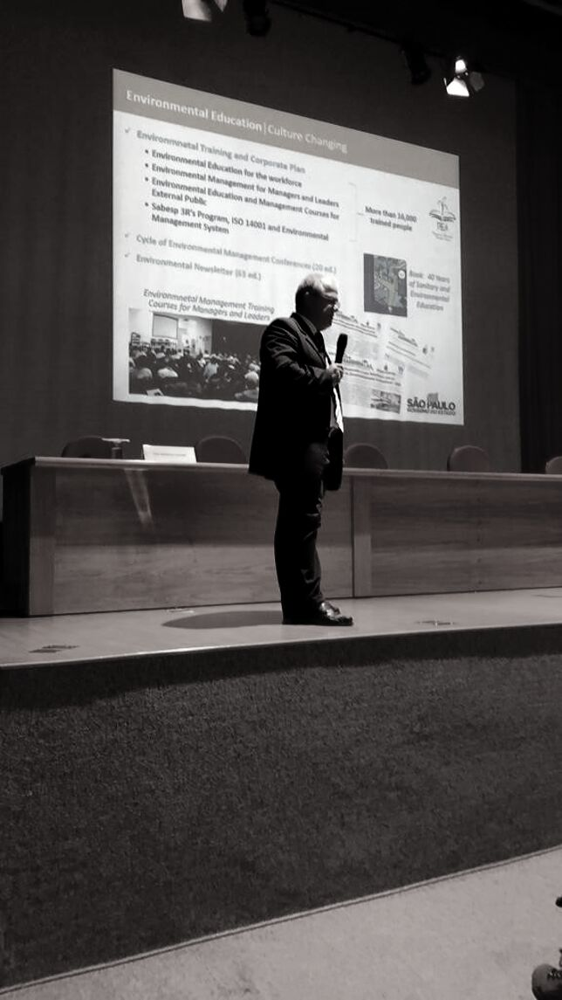 Environmental Education | Culture Changing
✓ Environmnetal Training and Corporate Plan
• Environmental Education for the workforce
• Environmental Management for Managers and Leaders
• Environmental Education and Management Courses for
External Public
• Sabesp 3R's Program, ISO 14001 and Environmental
Management System
More than 16,000
trained people
PEA
✓ Cycle of Environmental Management Conferences (20 ed.)
✓ Environmental Newsletter (63 ed.)
Book: 40 Years
of Sanitary and
Environmental
Education
Environmnetal Management Training
Courses for Managers and Leaders
SÃO PAULO
GOVERNO DO ESTADO